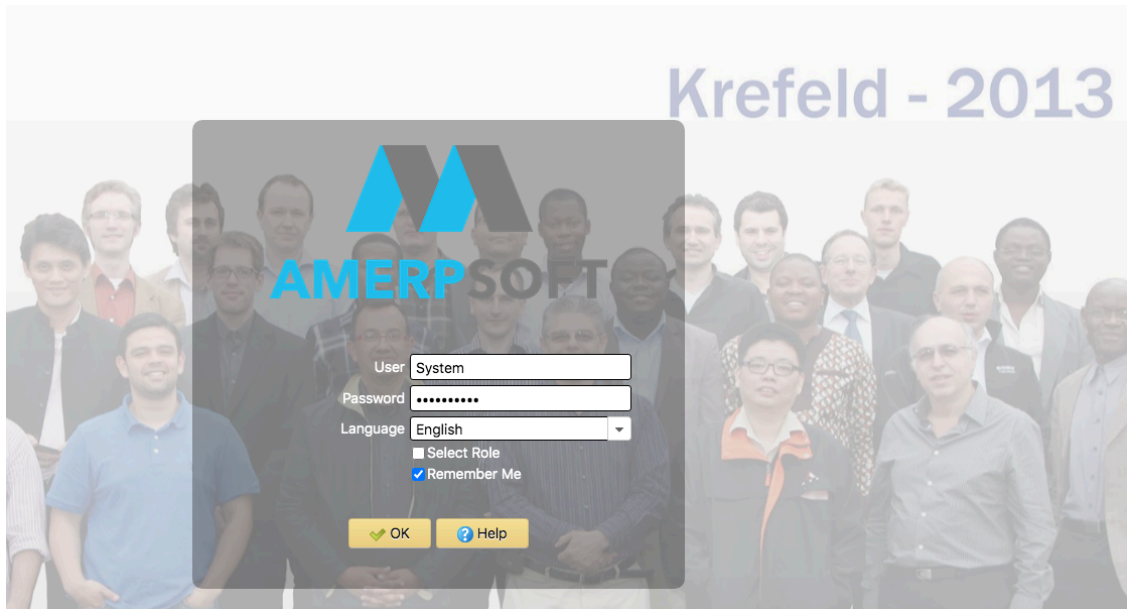 Krefeld - 2013
AMERPSOFT
User System
Password ••••••••••
Language English
Select Role
Remember Me
OK Help